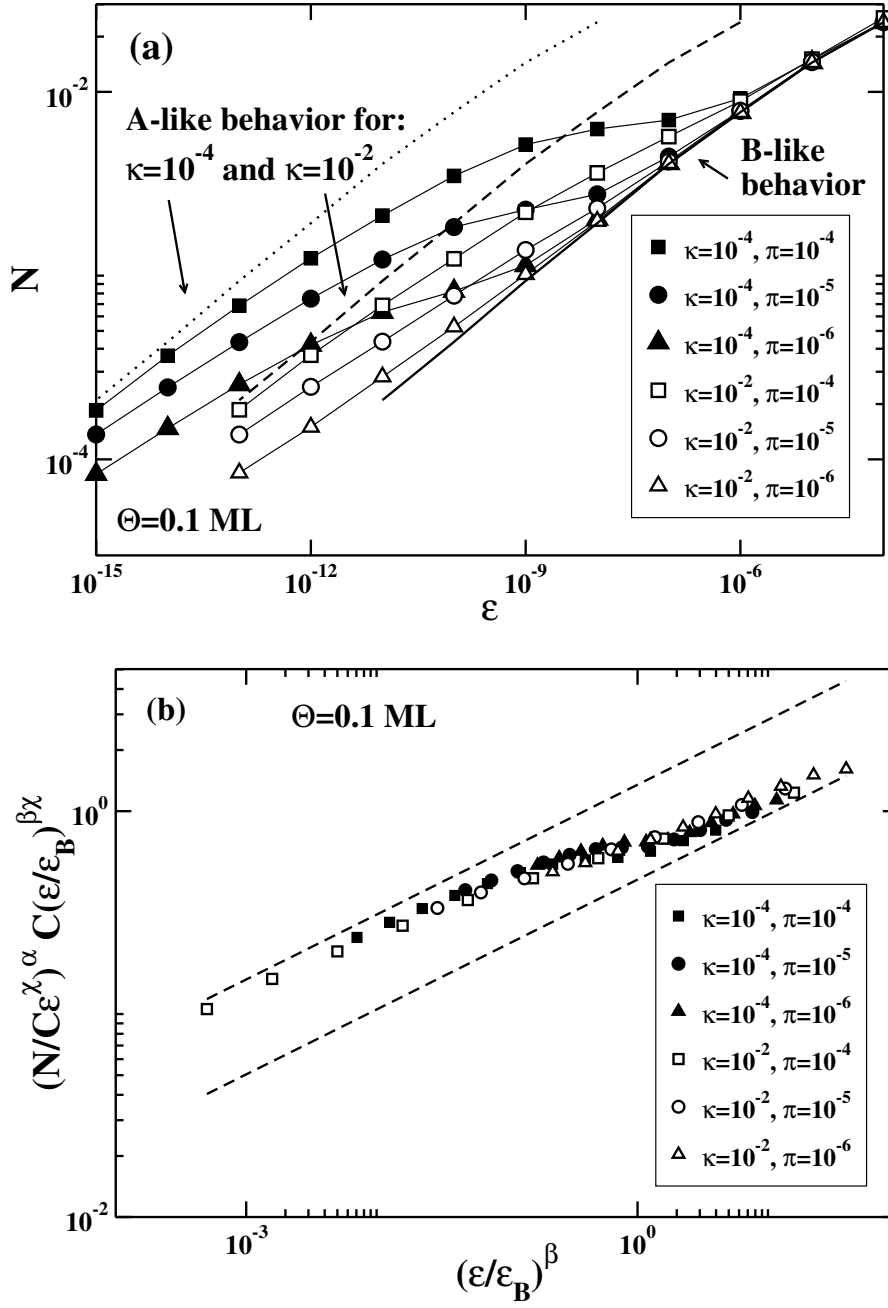 (a)
10⁻²
A-like behavior for:
κ=10⁻⁴ and κ=10⁻²
B-like
behavior
N
κ=10⁻⁴, π=10⁻⁴
κ=10⁻⁴, π=10⁻⁵
κ=10⁻⁴, π=10⁻⁶
κ=10⁻², π=10⁻⁴
κ=10⁻², π=10⁻⁵
κ=10⁻², π=10⁻⁶
10⁻⁴
Θ=0.1 ML
10⁻¹⁵ 10⁻¹² 10⁻⁹ 10⁻⁶
ε
(b)
Θ=0.1 ML
10⁰
(N/Cε^χ)^α C(ε/ε_B)^βχ
κ=10⁻⁴, π=10⁻⁴
κ=10⁻⁴, π=10⁻⁵
κ=10⁻⁴, π=10⁻⁶
κ=10⁻², π=10⁻⁴
κ=10⁻², π=10⁻⁵
κ=10⁻², π=10⁻⁶
10⁻²
10⁻³ 10⁰
(ε/ε_B)^β